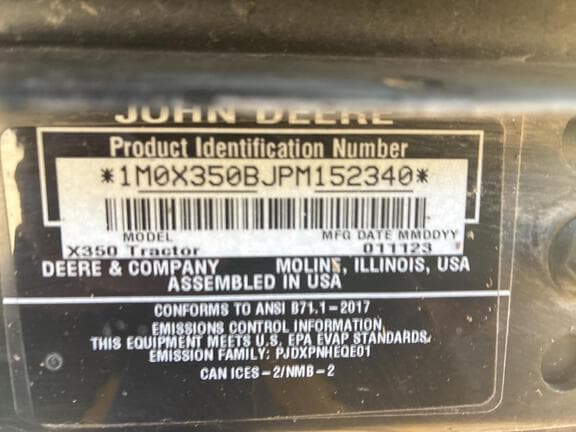 JOHN DEERE
Product Identification Number
*1M0X350BJPM152340*
MODEL MFG DATE MMDDYY
X350 Tractor 011123
DEERE & COMPANY MOLINE, ILLINOIS, USA
ASSEMBLED IN USA
CONFORMS TO ANSI B71.1-2017
EMISSIONS CONTROL INFORMATION
THIS EQUIPMENT MEETS U.S. EPA EVAP STANDARDS.
EMISSION FAMILY: PJDXPNHEQE01
CAN ICES-2/NMB-2